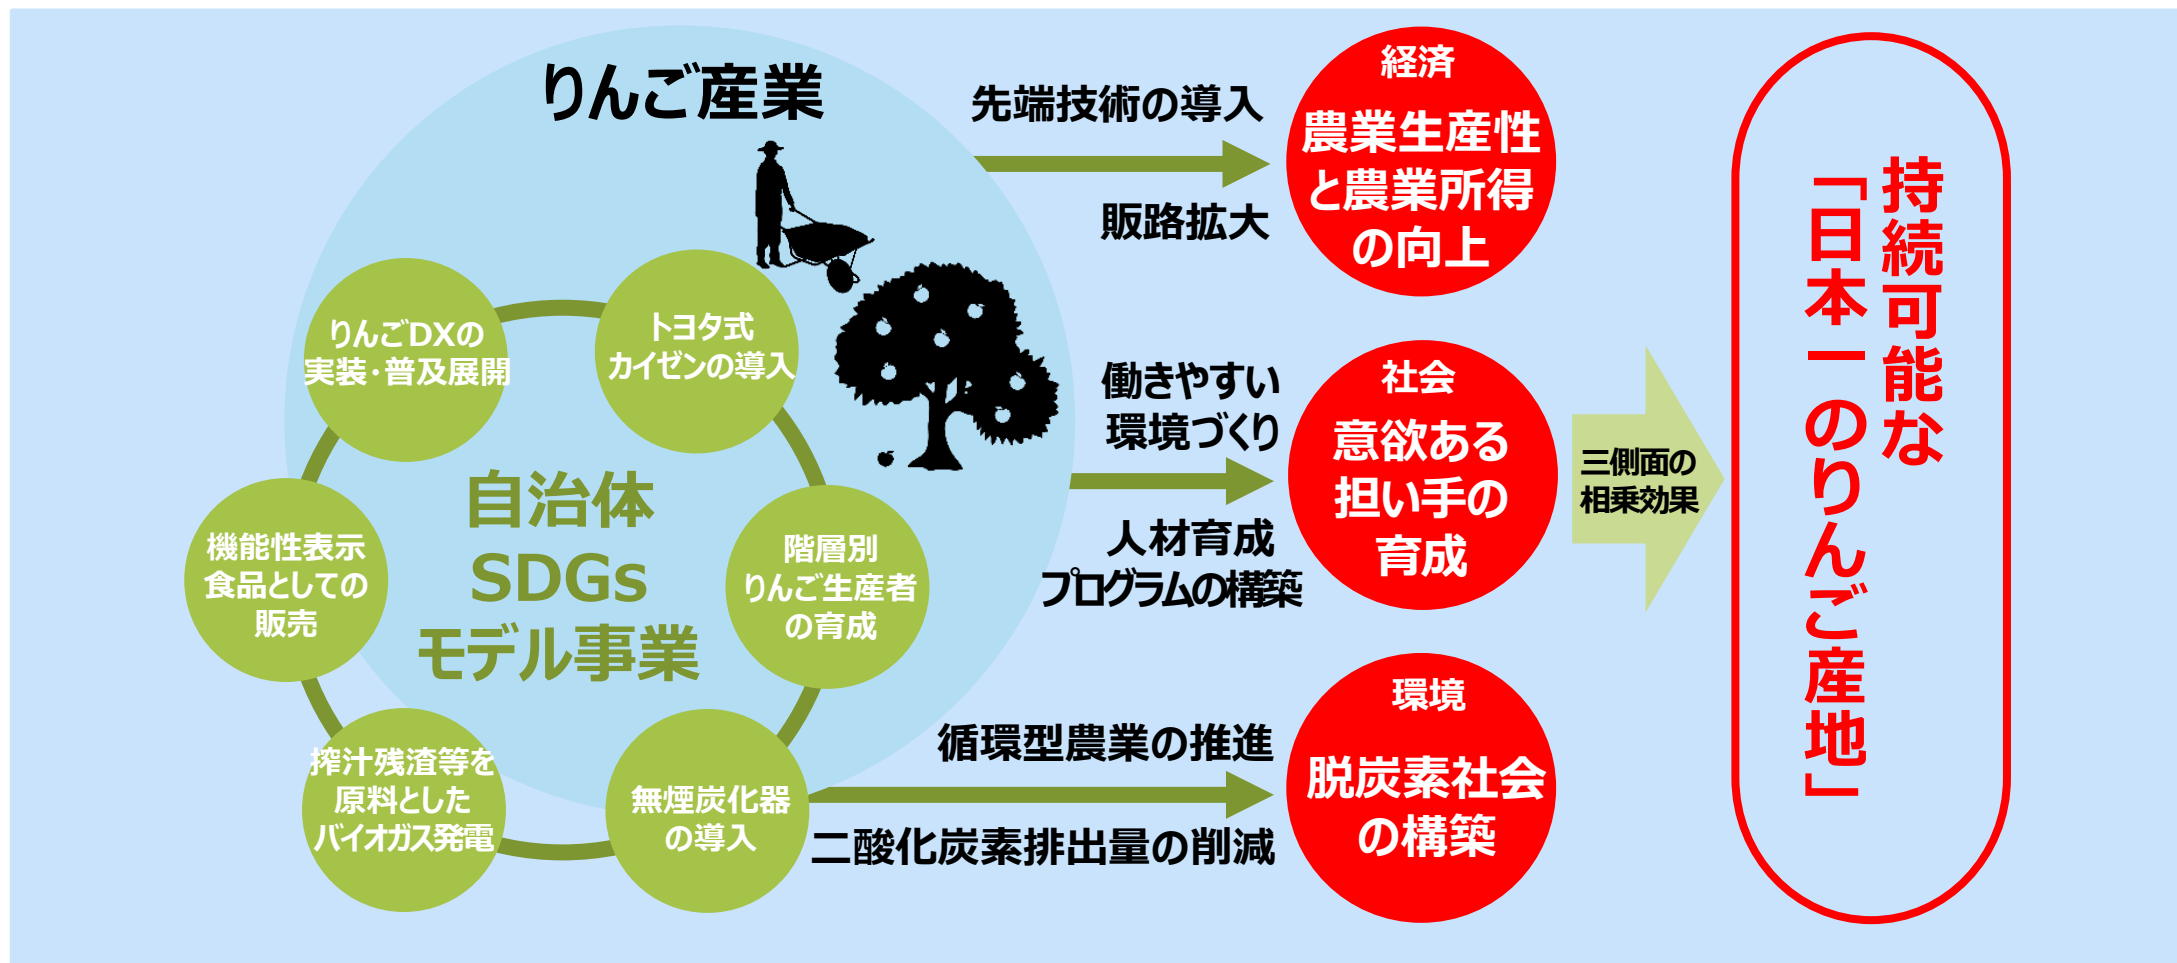 りんご産業
りんごDXの
実装・普及展開
トヨタ式
カイゼンの導入
機能性表示
食品としての
販売
階層別
りんご生産者
の育成
搾汁残渣等を
原料とした
バイオガス発電
無煙炭化器
の導入
自治体
SDGs
モデル事業
先端技術の導入
販路拡大
働きやすい
環境づくり
人材育成
プログラムの構築
循環型農業の推進
二酸化炭素排出量の削減
経済
農業生産性
と農業所得
の向上
社会
意欲ある
担い手の
育成
環境
脱炭素社会
の構築
三側面の
相乗効果
持続可能な
「日本一のりんご産地」